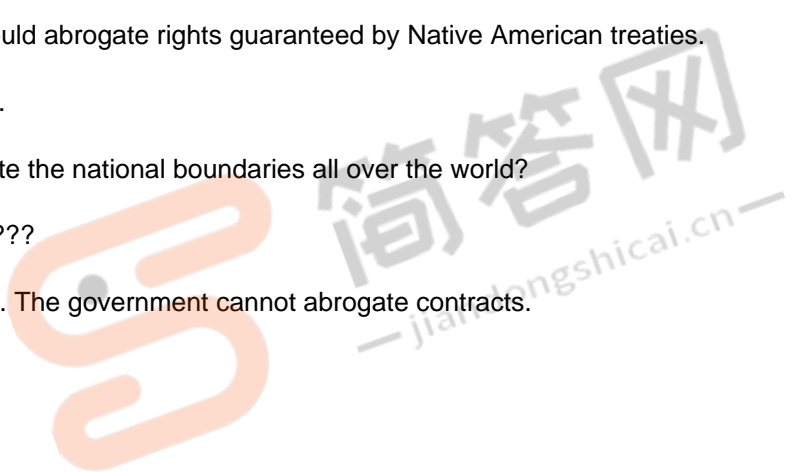 uld abrogate rights guaranteed by Native American treaties.
.
te the national boundaries all over the world?
???
. The government cannot abrogate contracts.
简答网
jiandongshicai.cn